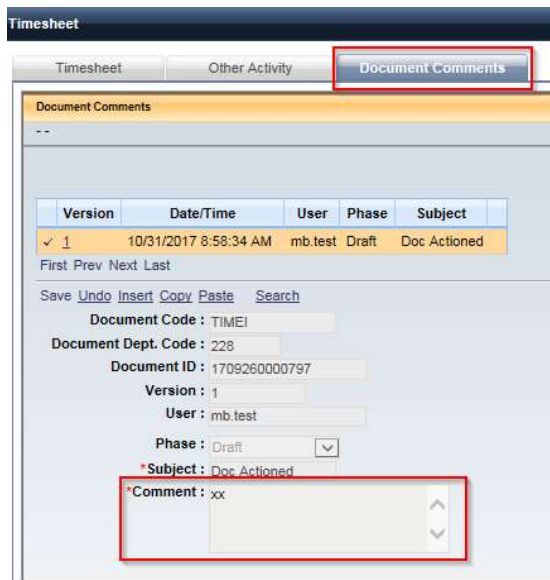 Timesheet
Timesheet Other Activity Document Comments
Document Comments
--
Version Date/Time User Phase Subject
1 10/31/2017 8:58:34 AM mb.test Draft Doc Actioned
First Prev Next Last
Save Undo Insert Copy Paste Search
Document Code : TIMEI
Document Dept. Code : 228
Document ID : 1709260000797
Version : 1
User : mb.test
Phase : Draft
*Subject : Doc Actioned
*Comment : xx